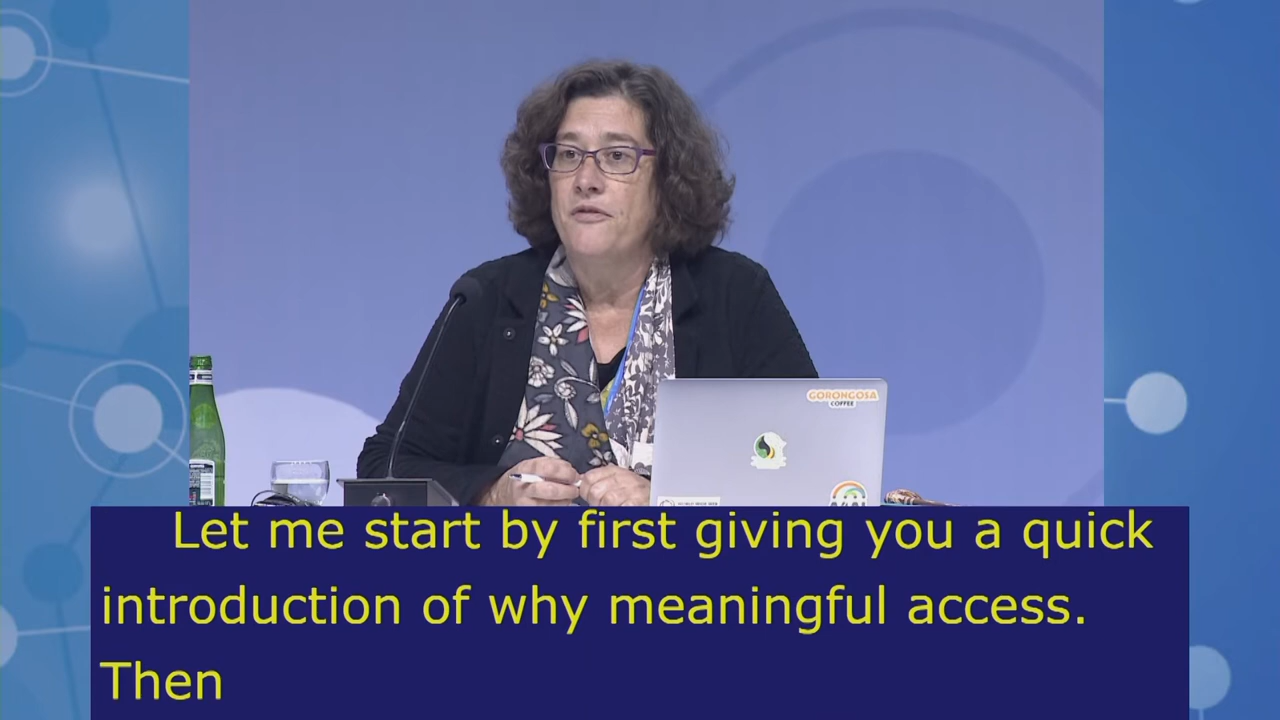 GORONGOSA
COFFEE
Let me start by first giving you a quick
introduction of why meaningful access.
Then